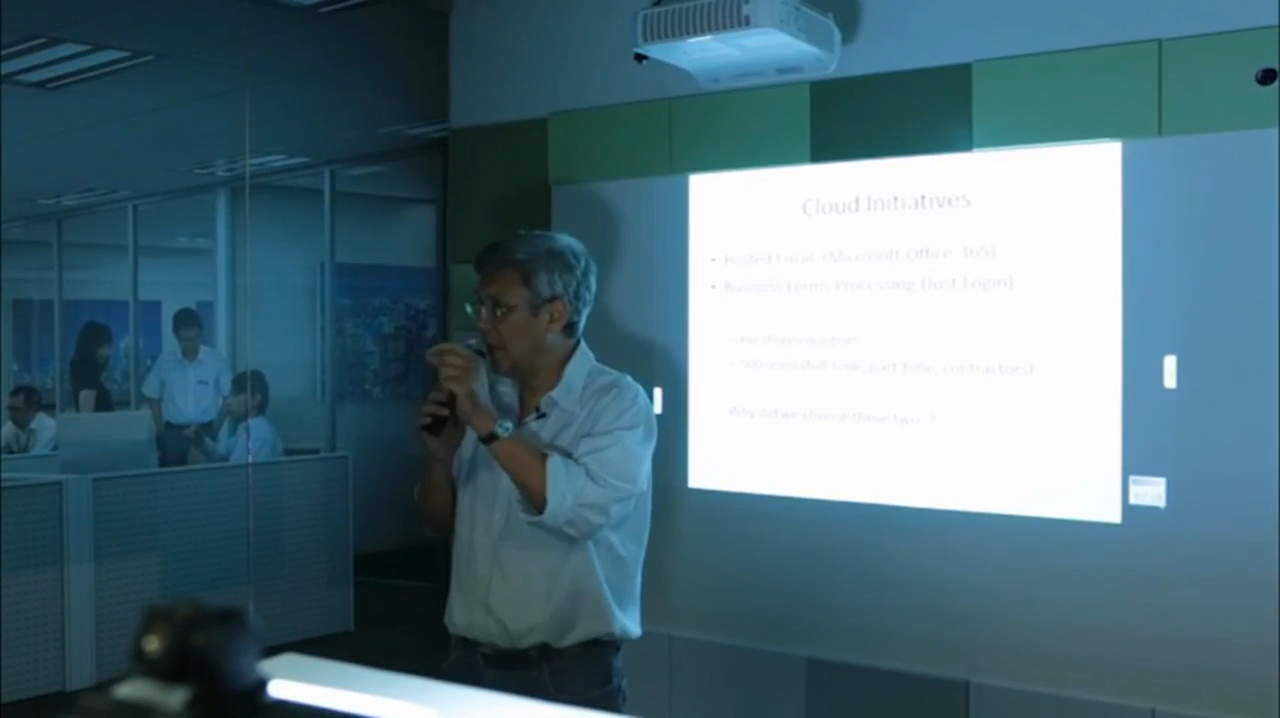 Cloud Initiatives
• Hosted Email (Microsoft Office 365)
• Business Forms Processing (Just Login)
– For three countries
– 900 users (full time, part time, contractors)
Why did we choose these two ?